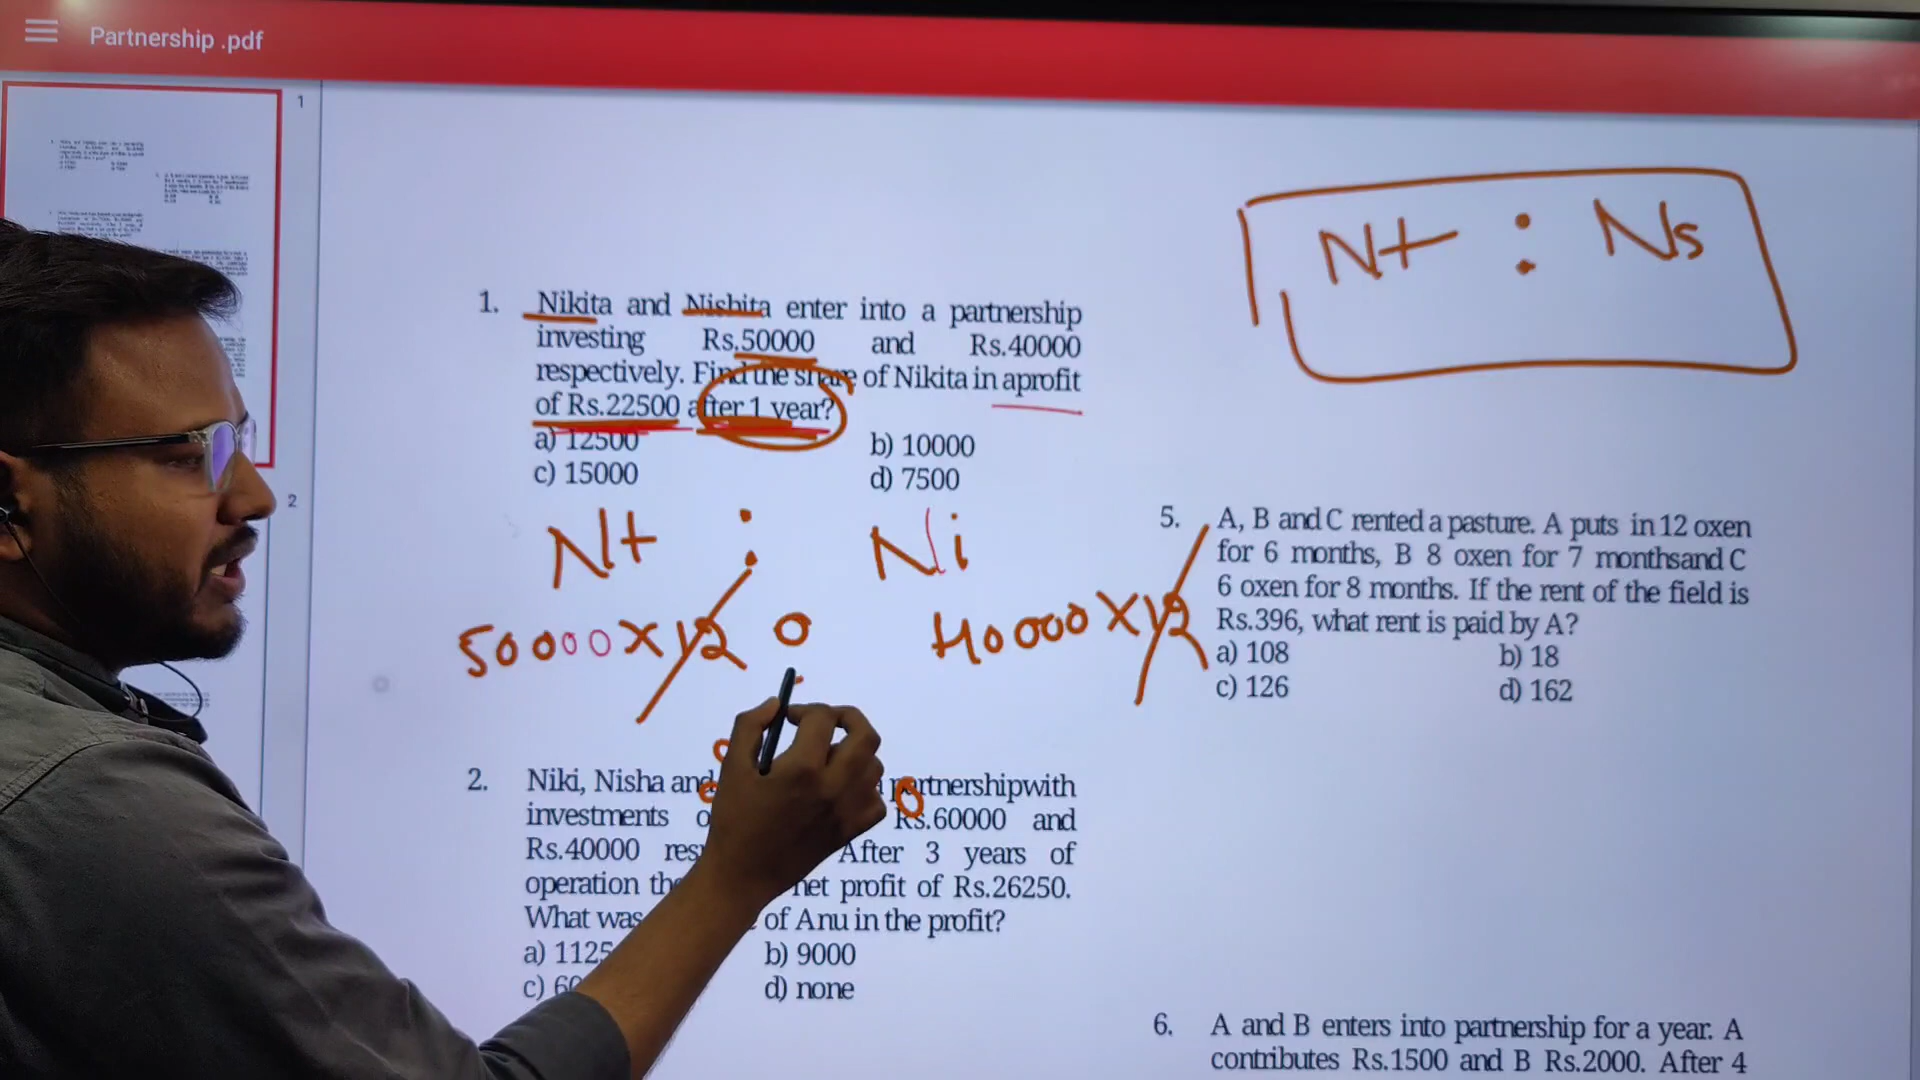 Partnership .pdf
1
2
Nt : Ns
1. Nikita and Nishita enter into a partnership
investing Rs.50000 and Rs.40000
respectively. Find the share of Nikita in aprofit
of Rs.22500 after 1 year?
a) 12500 b) 10000
c) 15000 d) 7500
Nt : Ni
50000 X 12 : 40000 X 12
2. Niki, Nisha and partnershipwith
investments Rs.60000 and
Rs.40000 After 3 years of
operation net profit of Rs.26250.
What was of Anu in the profit?
a) b) 9000
c) d) none
5. A, B and C rented a pasture. A puts in 12 oxen
for 6 months, B 8 oxen for 7 monthsand C
6 oxen for 8 months. If the rent of the field is
Rs.396, what rent is paid by A?
a) 108 b) 18
c) 126 d) 162
6. A and B enters into partnership for a year. A
contributes Rs.1500 and B Rs.2000. After 4